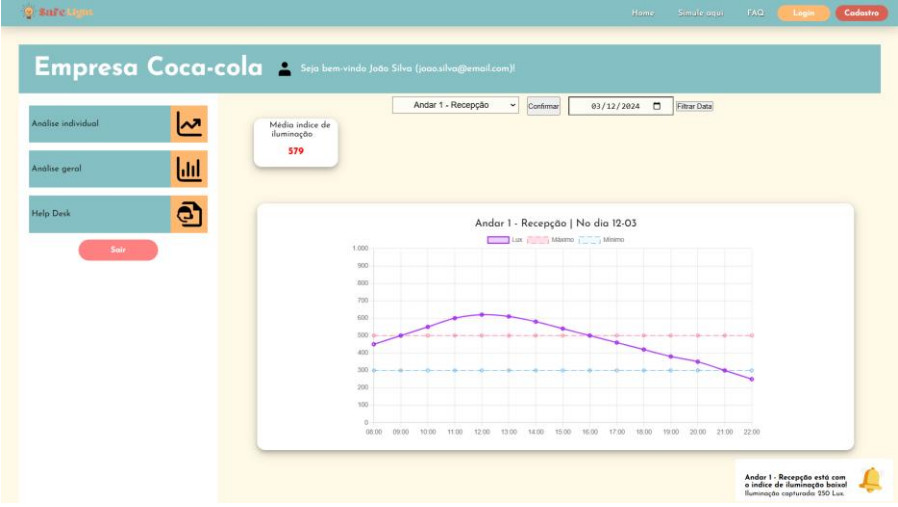 Safe Light
Home
Simule aqui
FAQ
Login
Cadastro
Empresa Coca-cola
Seja bem-vindo João Silva (joao.silva@email.com)!
Análise individual
Análise geral
Help Desk
Sair
Andar 1 - Recepção
Confirmar
03/12/2024
Filtrar Data
Média indice de
iluminação
579
Andar 1 - Recepção | No dia 12-03
Lux
Máximo
Mínimo
1.000
900
800
700
600
500
400
300
200
100
0
08:00 09:00 10:00 11:00 12:00 13:00 14:00 15:00 16:00 17:00 18:00 19:00 20:00 21:00 22:00
Andar 1 - Recepção está com
o indice de iluminação baixo!
Iluminação capturada: 250 Lux.